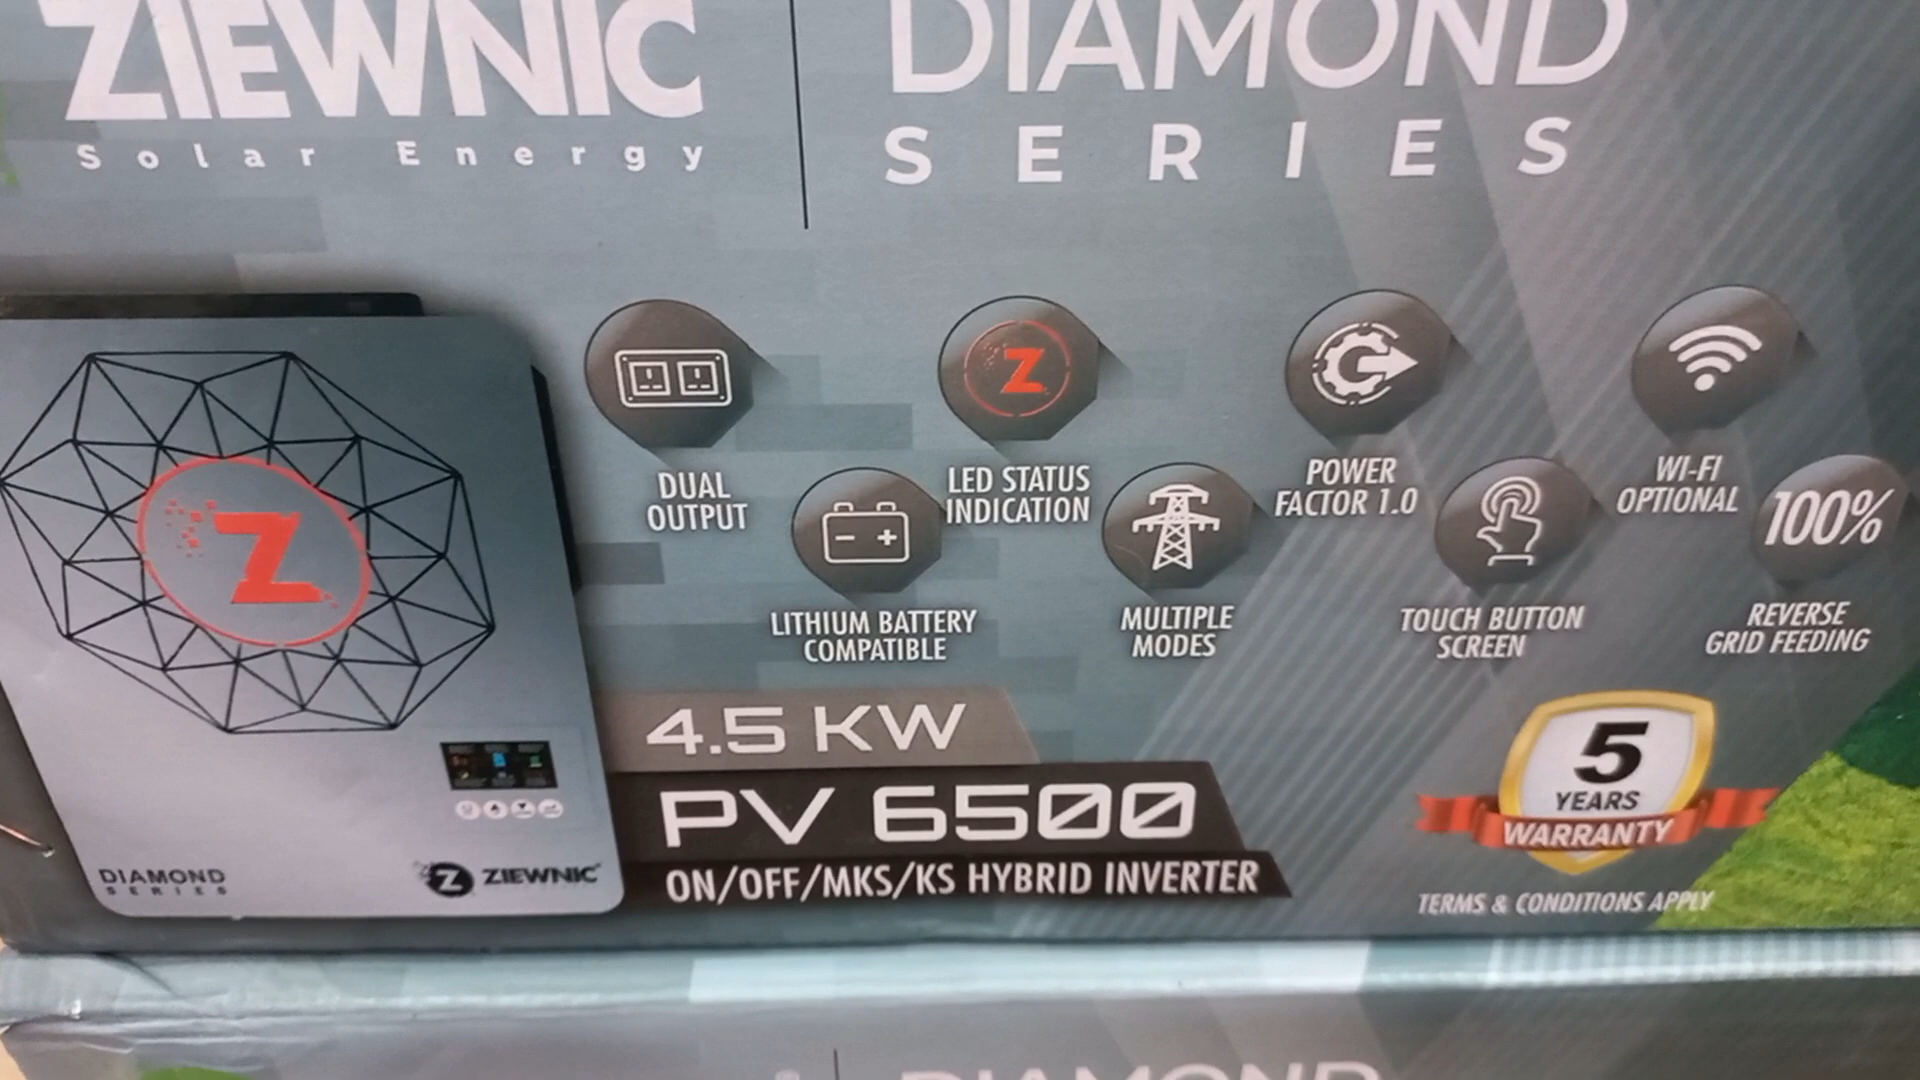 ZIEWNIC
Solar Energy
DIAMOND
SERIES
Z
DUAL
OUTPUT
LED STATUS
INDICATION
POWER
FACTOR 1.0
WI-FI
OPTIONAL
LITHIUM BATTERY
COMPATIBLE
MULTIPLE
MODES
TOUCH BUTTON
SCREEN
100%
REVERSE
GRID FEEDING
Z
4.5 KW
PV 6500
ON/OFF/MKS/KS HYBRID INVERTER
5
YEARS
WARRANTY
TERMS & CONDITIONS APPLY
DIAMOND
SERIES
Z ZIEWNIC
DIAMOND